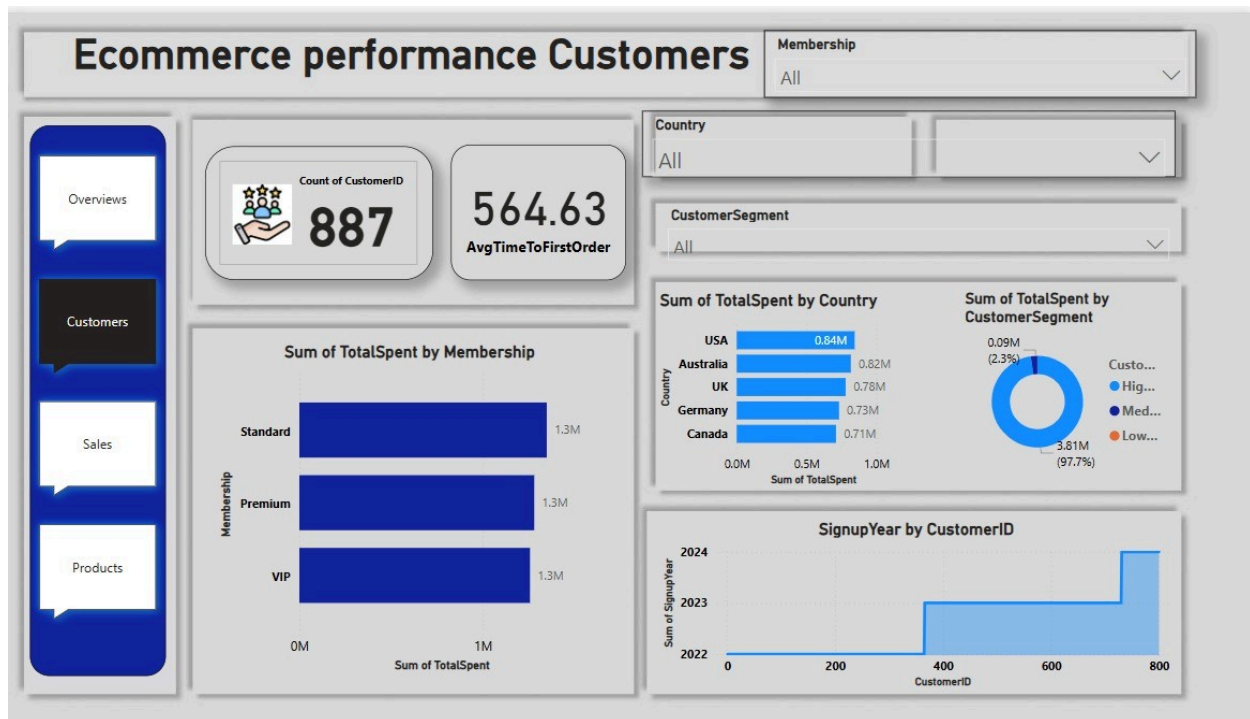 Ecommerce performance Customers
Membership
All
Country
All
CustomerSegment
All
Overviews
Customers
Sales
Products
Count of CustomerID
887
564.63
AvgTimeToFirstOrder
Sum of TotalSpent by Membership
Membership
Standard
1.3M
Premium
1.3M
VIP
1.3M
0M
1M
Sum of TotalSpent
Sum of TotalSpent by Country
Country
USA
0.84M
Australia
0.82M
UK
0.78M
Germany
0.73M
Canada
0.71M
0.0M
0.5M
1.0M
Sum of TotalSpent
Sum of TotalSpent by
CustomerSegment
0.09M
(2.3%)
3.81M
(97.7%)
Custo...
Hig...
Med...
Low...
SignupYear by CustomerID
Sum of SignupYear
2024
2023
2022
0
200
400
600
800
CustomerID